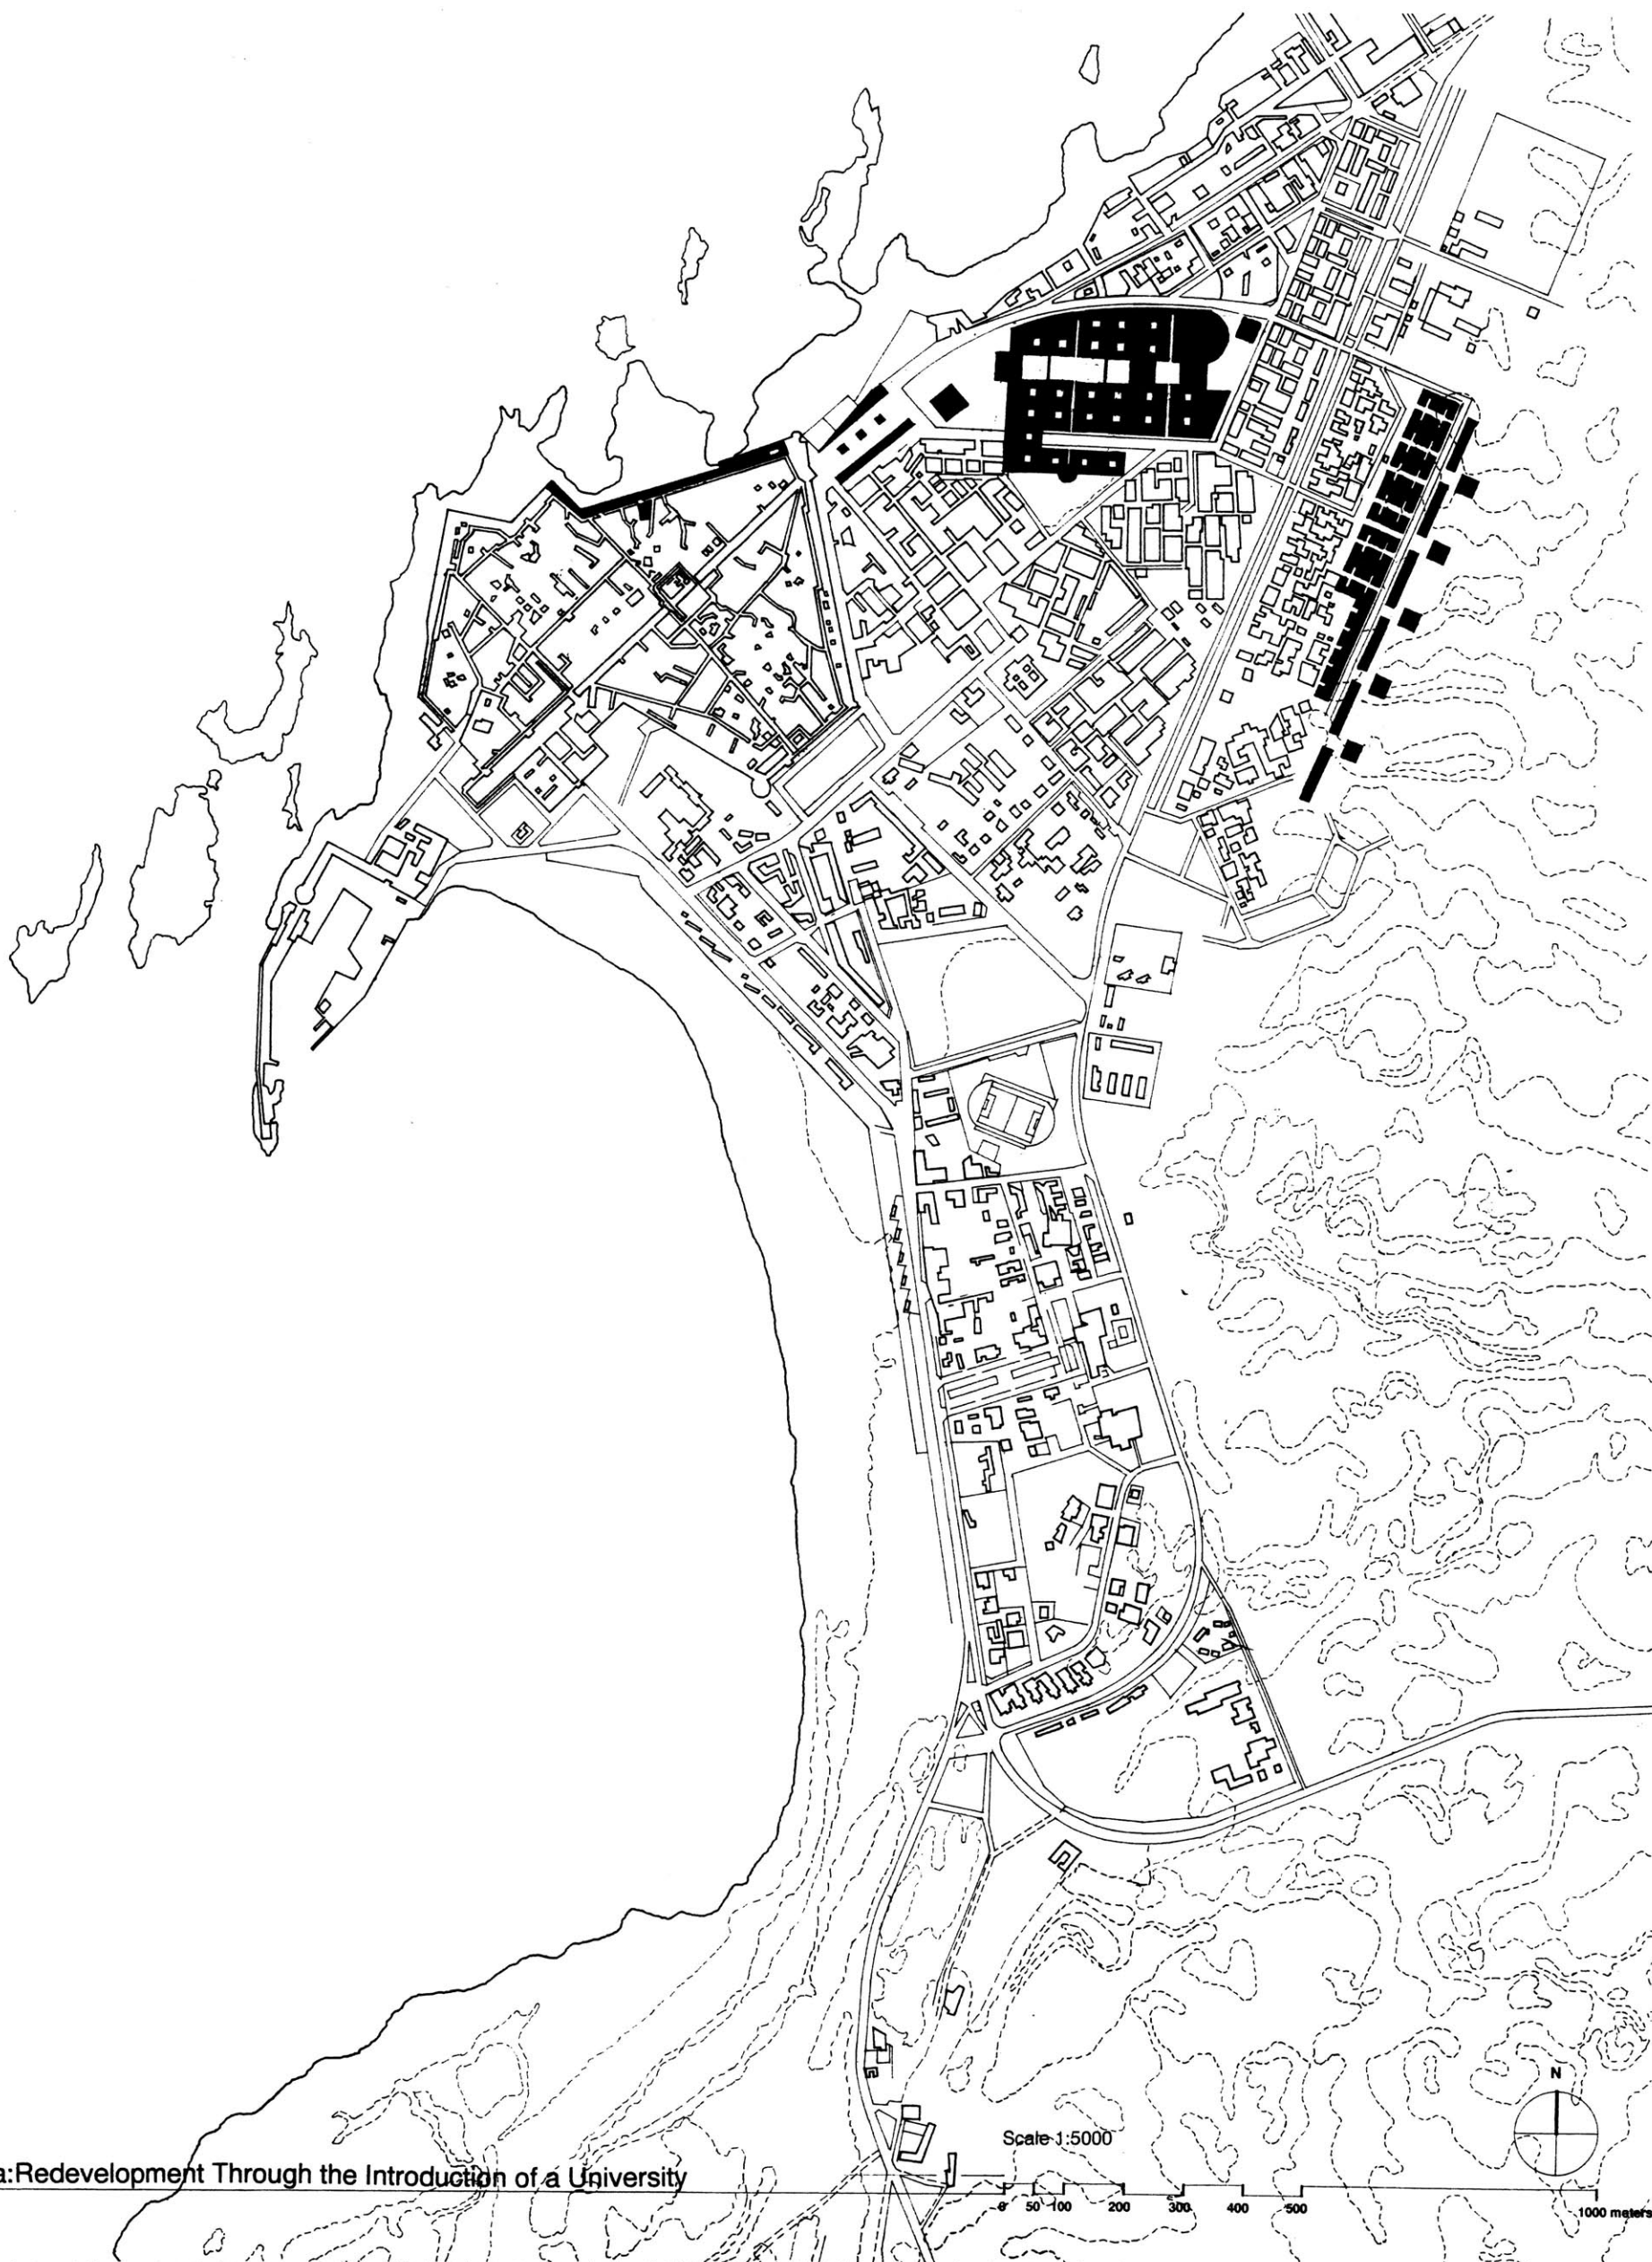 N
Scale 1:5000
a:Redevelopment Through the Introduction of a University
0 50 100 200 300 400 500 1000 meters